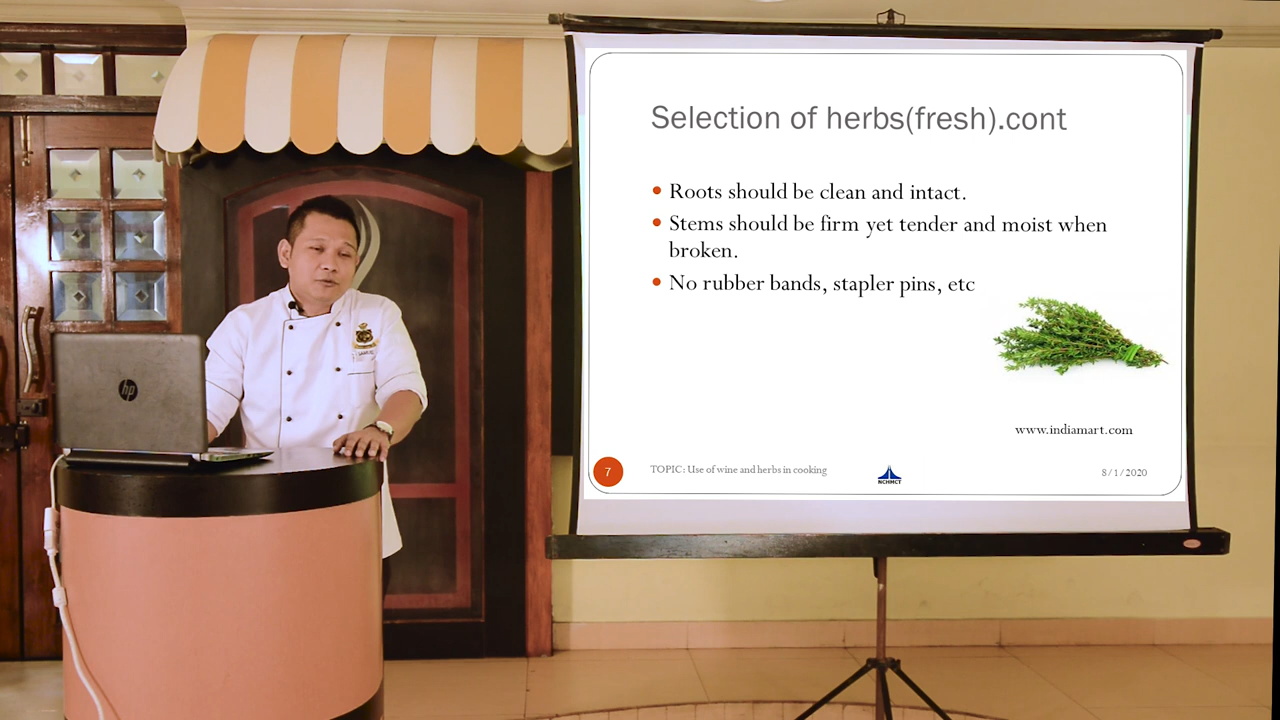 Selection of herbs(fresh).cont
• Roots should be clean and intact.
• Stems should be firm yet tender and moist when
broken.
• No rubber bands, stapler pins, etc
www.indiamart.com
7
TOPIC: Use of wine and herbs in cooking
NCHMCT
8/1/2020
hp